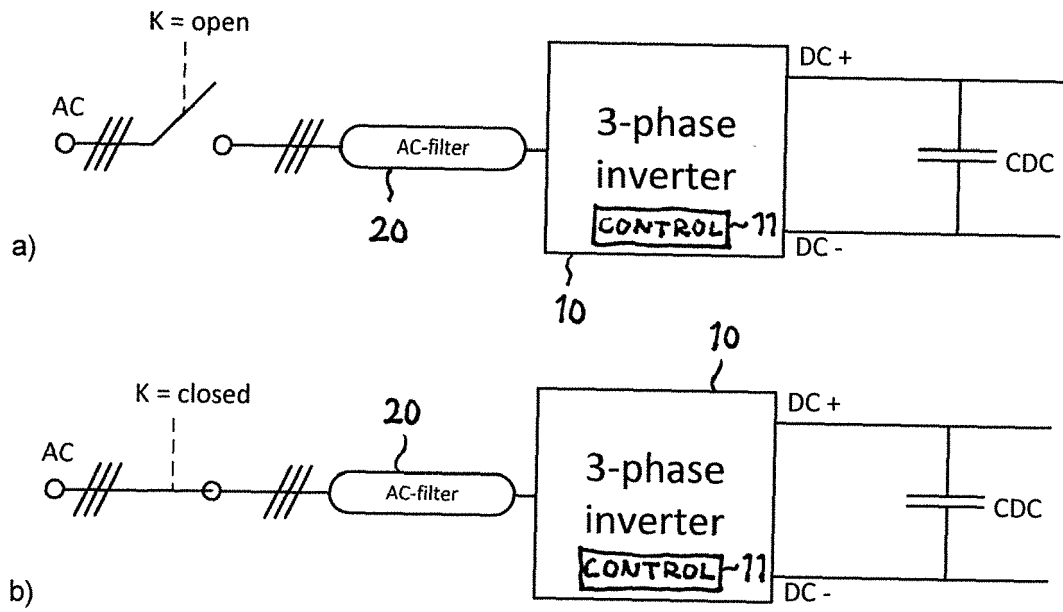 K = open
AC
AC-filter
20
3-phase
inverter
CONTROL
11
10
DC +
DC -
CDC
a)
K = closed
AC
AC-filter
20
3-phase
inverter
CONTROL
11
10
DC +
DC -
CDC
b)